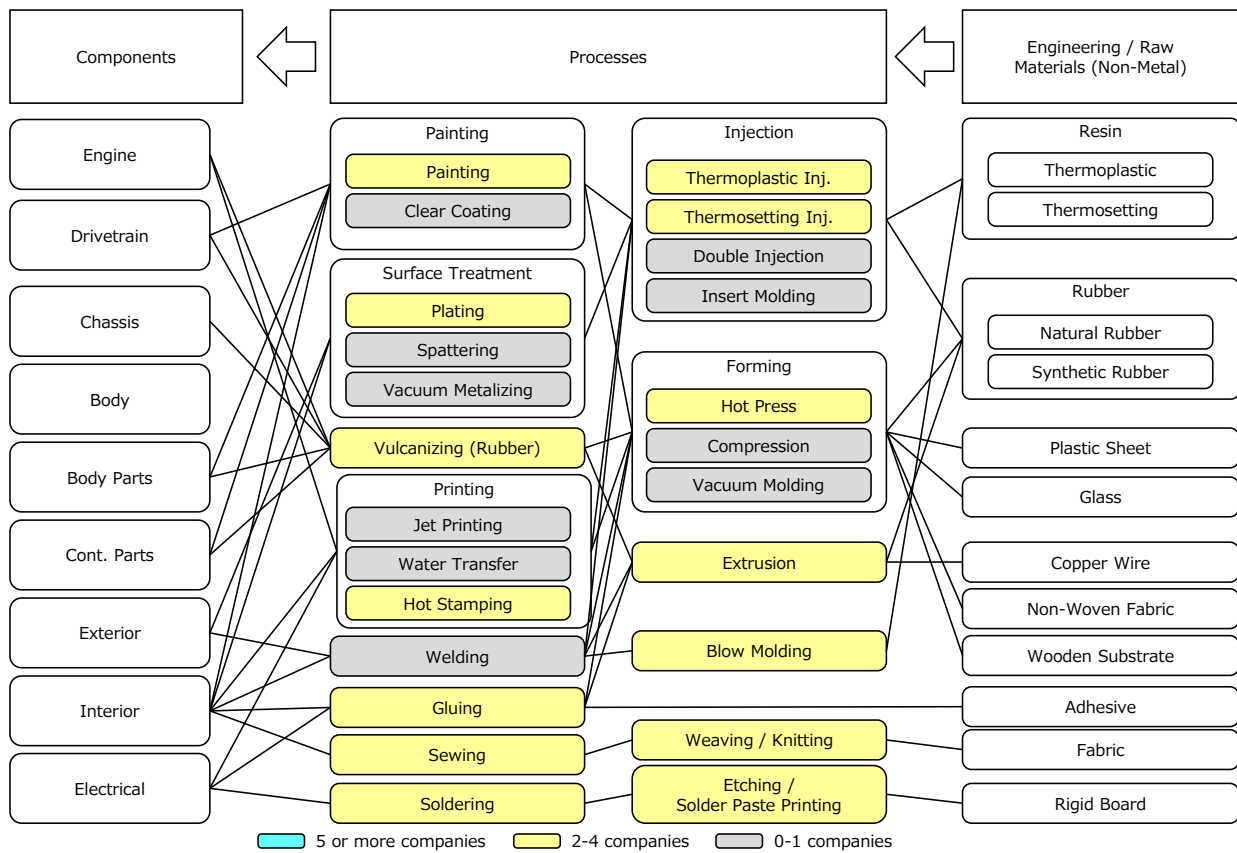 Components
Processes
Engineering / Raw
Materials (Non-Metal)
Engine
Drivetrain
Chassis
Body
Body Parts
Cont. Parts
Exterior
Interior
Electrical
Painting
Painting
Clear Coating
Surface Treatment
Plating
Spattering
Vacuum Metalizing
Vulcanizing (Rubber)
Printing
Jet Printing
Water Transfer
Hot Stamping
Welding
Gluing
Sewing
Soldering
Injection
Thermoplastic Inj.
Thermosetting Inj.
Double Injection
Insert Molding
Forming
Hot Press
Compression
Vacuum Molding
Extrusion
Blow Molding
Weaving / Knitting
Etching /
Solder Paste Printing
Resin
Thermoplastic
Thermosetting
Rubber
Natural Rubber
Synthetic Rubber
Plastic Sheet
Glass
Copper Wire
Non-Woven Fabric
Wooden Substrate
Adhesive
Fabric
Rigid Board
5 or more companies
2-4 companies
0-1 companies